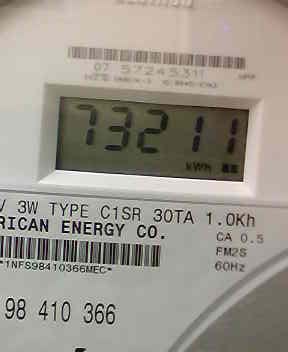 07 57245311
73211
kWh
V 3W TYPE C1SR 30TA 1.0Kh
RICAN ENERGY CO.
CA 0.5
FM2S
*1NFS98410366MEC*
60Hz
98 410 366